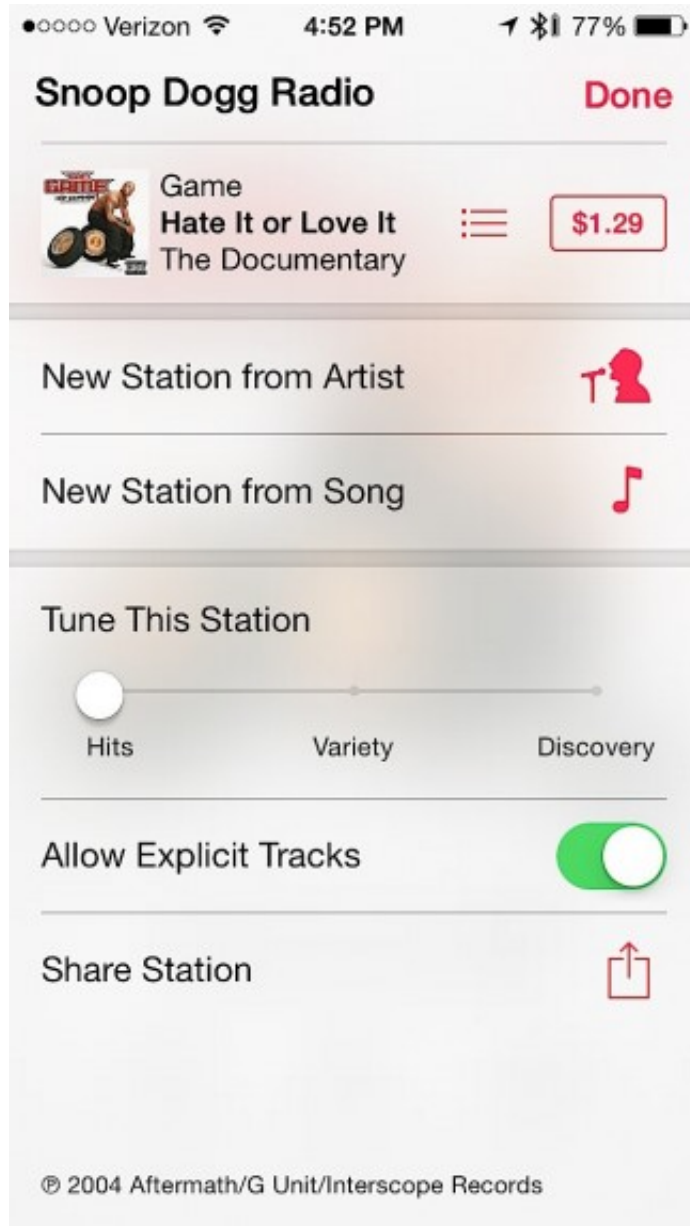 Verizon 4:52 PM 77%
Snoop Dogg Radio Done
GAME
Game
Hate It or Love It $1.29
The Documentary
New Station from Artist
New Station from Song
Tune This Station
Hits Variety Discovery
Allow Explicit Tracks
Share Station
℗ 2004 Aftermath/G Unit/Interscope Records